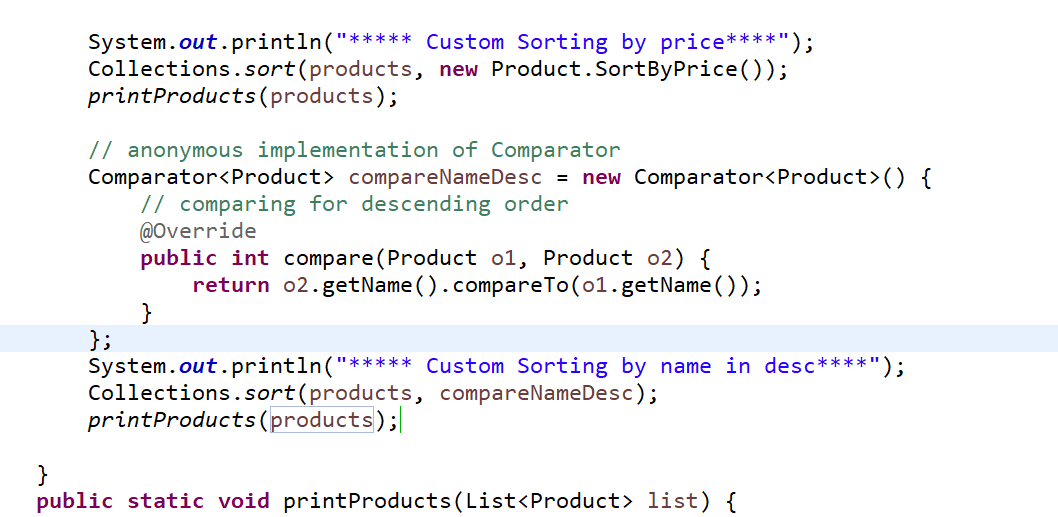 System.out.println("***** Custom Sorting by price****");
Collections.sort(products, new Product.SortByPrice());
printProducts(products);
// anonymous implementation of Comparator
Comparator<Product> compareNameDesc = new Comparator<Product>() {
// comparing for descending order
@Override
public int compare(Product o1, Product o2) {
return o2.getName().compareTo(o1.getName());
}
};
System.out.println("***** Custom Sorting by name in desc****");
Collections.sort(products, compareNameDesc);
printProducts(products);
}
public static void printProducts(List<Product> list) {